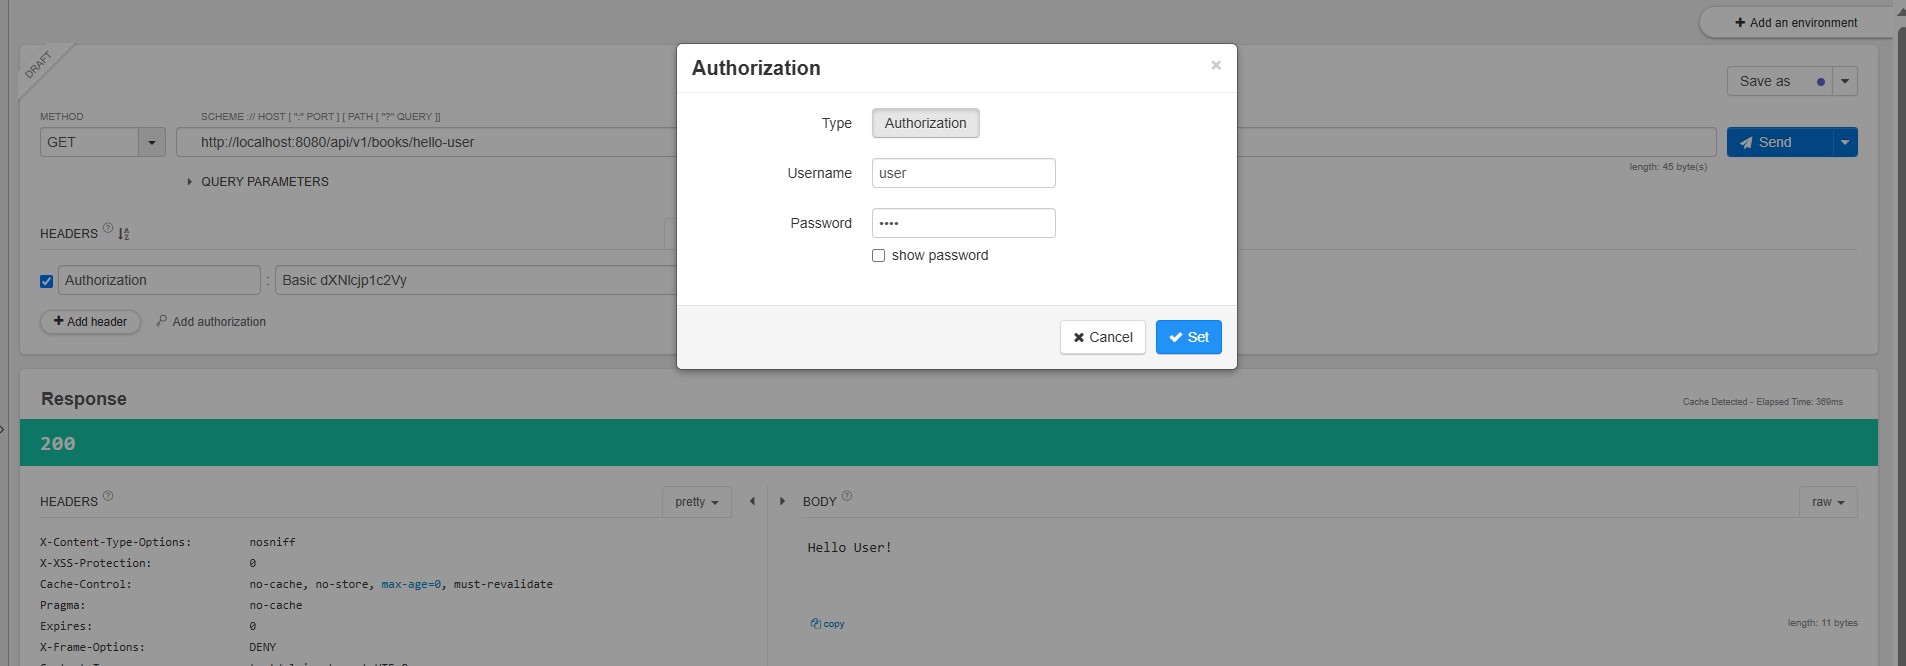 + Add an environment
DRAFT
Authorization ×
Save as
METHOD SCHEME :// HOST [ ":" PORT ] [ PATH [ "?" QUERY ]]
Type Authorization
GET http://localhost:8080/api/v1/books/hello-user Send
length: 45 byte(s)
Username user
QUERY PARAMETERS
Password ••••
HEADERS ?
show password
Authorization : Basic dXNlcjp1c2Vy
+ Add header Add authorization
Cancel Set
Response Cache Detected - Elapsed Time: 369ms
200
HEADERS ? pretty BODY ? raw
X-Content-Type-Options: nosniff
Hello User!
X-XSS-Protection: 0
Cache-Control: no-cache, no-store, max-age=0, must-revalidate
Pragma: no-cache
Expires: 0
copy length: 11 bytes
X-Frame-Options: DENY